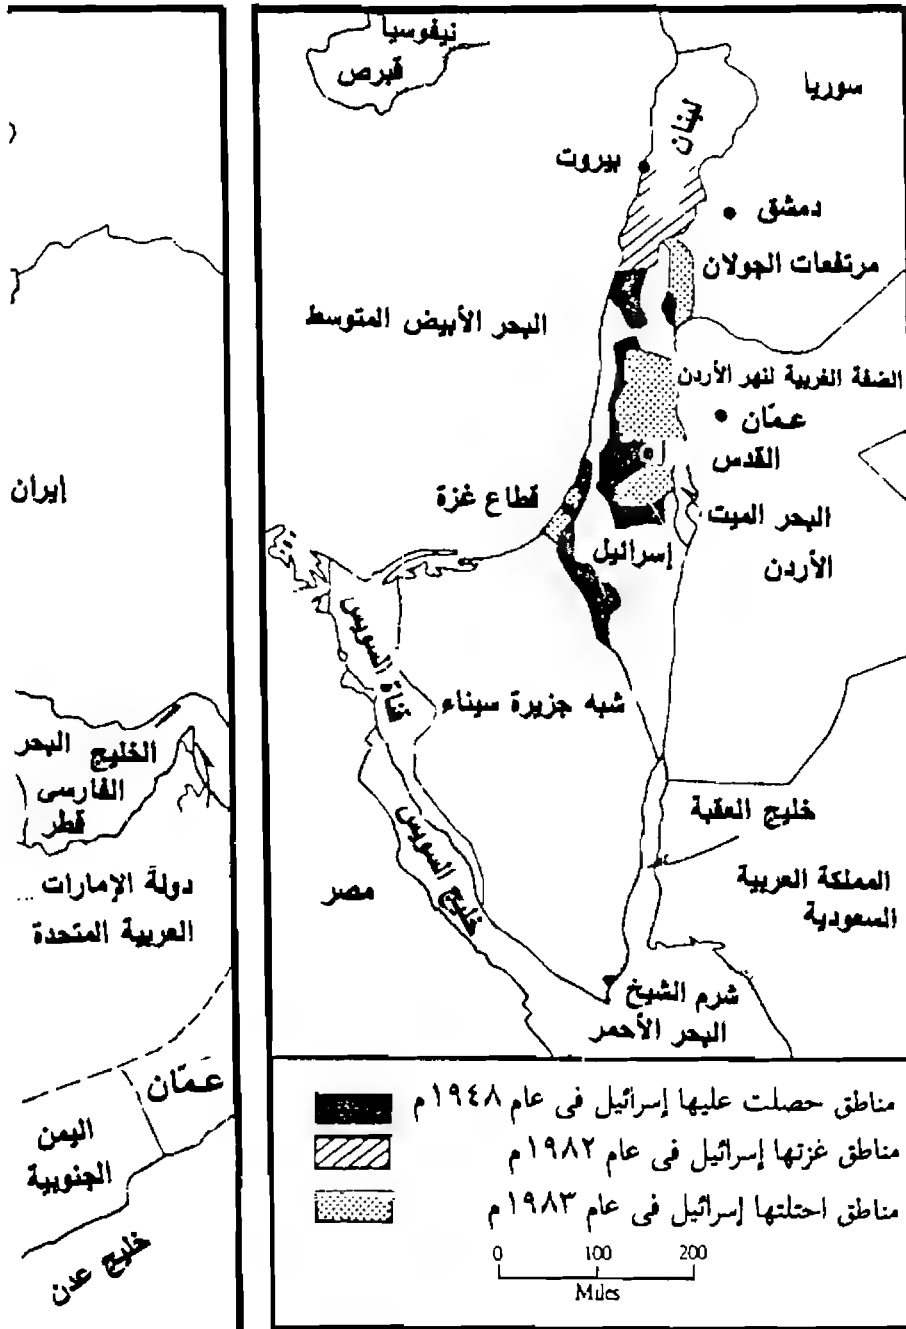 نيفوسيا
قبرص
سوريا
لبنان
بيروت
دمشق
مرتفعات الجولان
البحر الأبيض المتوسط
الضفة الغربية لنهر الأردن
عمّان
القدس
قطاع غزة
البحر الميت
إسرائيل
الأردن
قناة السويس
شبه جزيرة سيناء
خليج العقبة
خليج السويس
مصر
المملكة العربية
السعودية
شرم الشيخ
البحر الأحمر
مناطق حصلت عليها إسرائيل فى عام ١٩٤٨م
مناطق غزتها إسرائيل فى عام ١٩٨٢م
مناطق احتلتها إسرائيل فى عام ١٩٨٣م
0 100 200
Miles
إيران
الخليج البحر
الفارسى
قطر
دولة الإمارات ...
العربية المتحدة
عمّان
اليمن
الجنوبية
خليج عدن